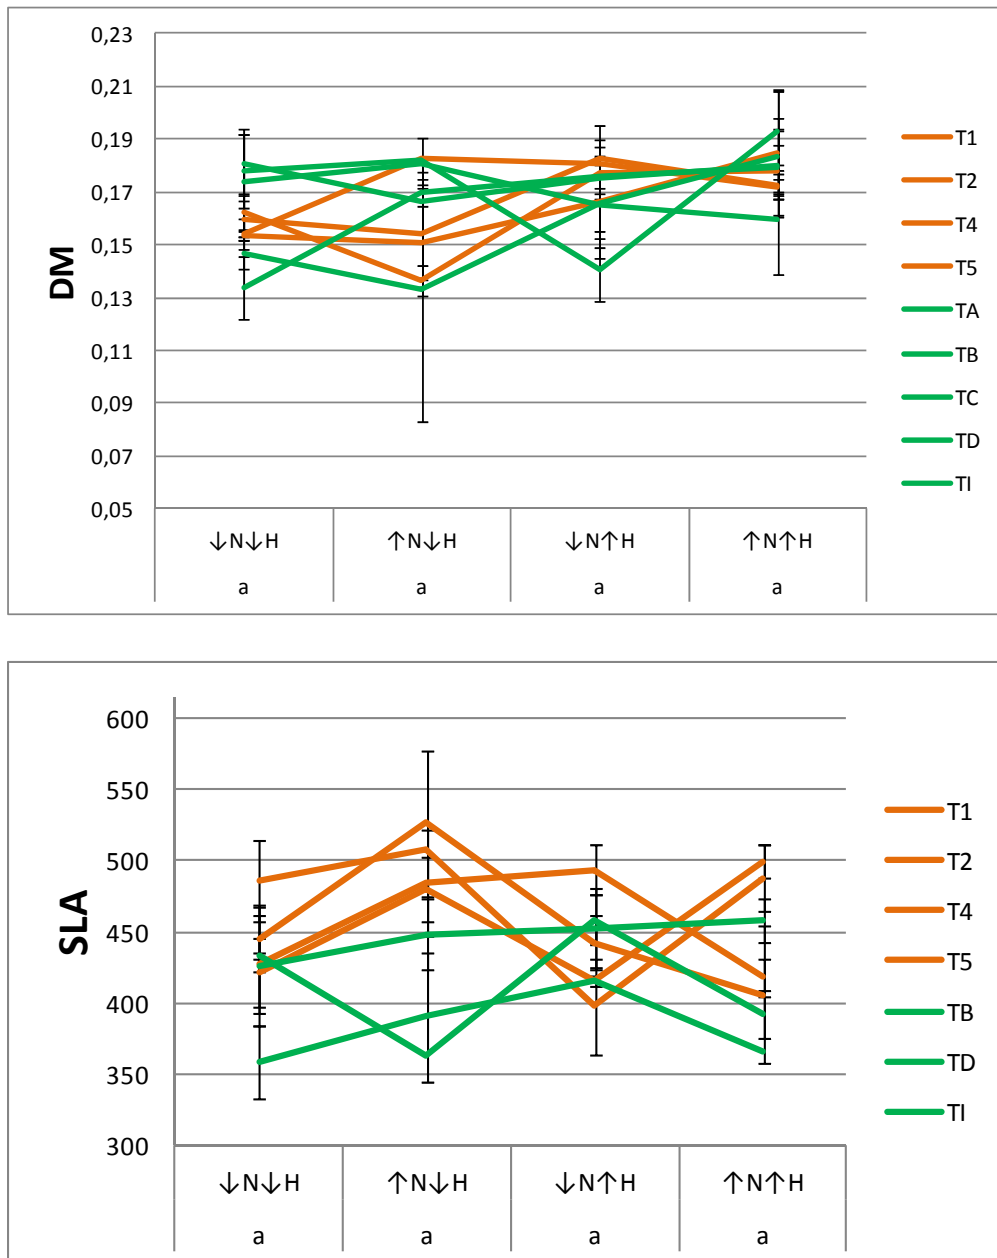 0,23
0,21
0,19
0,17
0,15
0,13
0,11
0,09
0,07
0,05
DM
↓N↓H ↑N↓H ↓N↑H ↑N↑H
a a a a
T1
T2
T4
T5
TA
TB
TC
TD
TI
600
550
500
450
400
350
300
SLA
↓N↓H ↑N↓H ↓N↑H ↑N↑H
a a a a
T1
T2
T4
T5
TB
TD
TI